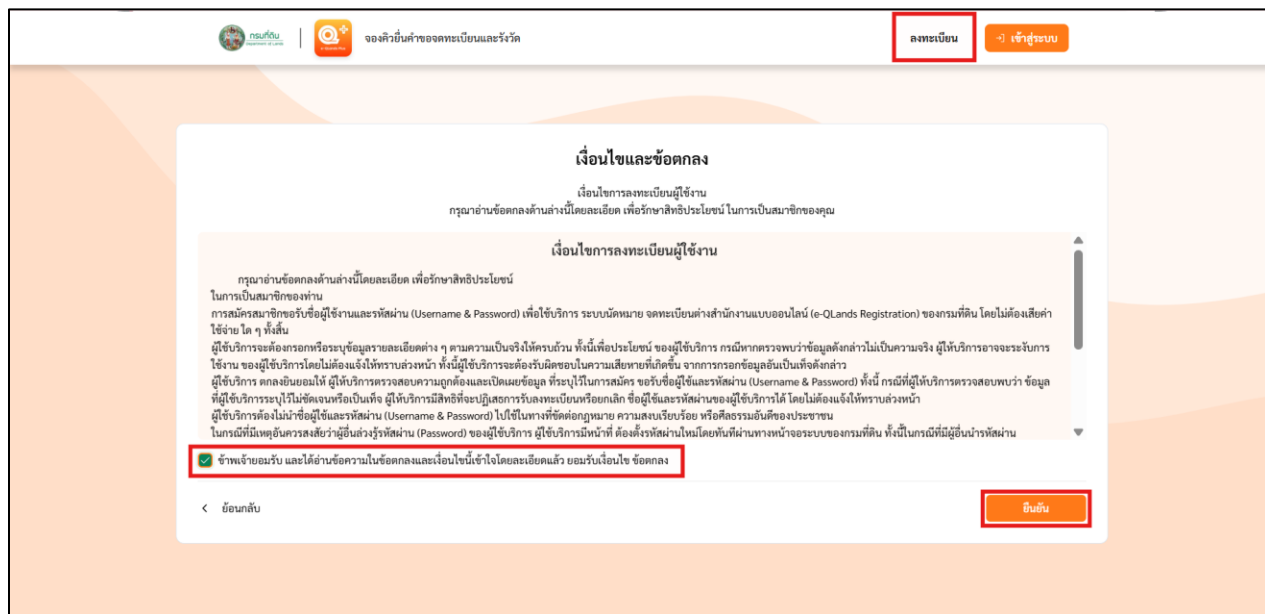 กรมที่ดิน
Department of Lands
จองคิวยื่นคำขอจดทะเบียนและรังวัด
ลงทะเบียน
เข้าสู่ระบบ
เงื่อนไขและข้อตกลง
เงื่อนไขการลงทะเบียนผู้ใช้งาน
กรุณาอ่านข้อตกลงด้านล่างนี้โดยละเอียด เพื่อรักษาสิทธิประโยชน์ ในการเป็นสมาชิกของคุณ
เงื่อนไขการลงทะเบียนผู้ใช้งาน
กรุณาอ่านข้อตกลงด้านล่างนี้โดยละเอียด เพื่อรักษาสิทธิประโยชน์
ในการเป็นสมาชิกของท่าน
การสมัครสมาชิกขอรับชื่อผู้ใช้งานและรหัสผ่าน (Username & Password) เพื่อใช้บริการ ระบบนัดหมาย จดทะเบียนต่างสำนักงานแบบออนไลน์ (e-QLands Registration) ของกรมที่ดิน โดยไม่ต้องเสียค่า
ใช้จ่าย ใด ๆ ทั้งสิ้น
ผู้ใช้บริการจะต้องกรอกหรือระบุข้อมูลรายละเอียดต่าง ๆ ตามความเป็นจริงให้ครบถ้วน ทั้งนี้เพื่อประโยชน์ ของผู้ใช้บริการ กรณีหากตรวจพบว่าข้อมูลดังกล่าวไม่เป็นความจริง ผู้ให้บริการอาจจะระงับการ
ใช้งาน ของผู้ใช้บริการโดยไม่ต้องแจ้งให้ทราบล่วงหน้า ทั้งนี้ผู้ใช้บริการจะต้องรับผิดชอบในความเสียหายที่เกิดขึ้น จากการกรอกข้อมูลอันเป็นเท็จดังกล่าว
ผู้ใช้บริการ ตกลงยินยอมให้ ผู้ให้บริการตรวจสอบความถูกต้องและเปิดเผยข้อมูล ที่ระบุไว้ในการสมัคร ขอรับชื่อผู้ใช้และรหัสผ่าน (Username & Password) ทั้งนี้ กรณีที่ผู้ให้บริการตรวจสอบพบว่า ข้อมูล
ที่ผู้ใช้บริการระบุไว้ไม่ชัดเจนหรือเป็นเท็จ ผู้ให้บริการมีสิทธิที่จะปฏิเสธการรับลงทะเบียนหรือยกเลิก ชื่อผู้ใช้และรหัสผ่านของผู้ใช้บริการได้ โดยไม่ต้องแจ้งให้ทราบล่วงหน้า
ผู้ใช้บริการต้องไม่นำชื่อผู้ใช้และรหัสผ่าน (Username & Password) ไปใช้ในทางที่ขัดต่อกฎหมาย ความสงบเรียบร้อย หรือศีลธรรมอันดีของประชาชน
ในกรณีที่มีเหตุอันควรสงสัยว่าผู้อื่นล่วงรู้รหัสผ่าน (Password) ของผู้ใช้บริการ ผู้ใช้บริการมีหน้าที่ ต้องตั้งรหัสผ่านใหม่โดยทันทีผ่านทางหน้าจอระบบของกรมที่ดิน ทั้งนี้ในกรณีที่มีผู้อื่นนำรหัสผ่าน
ข้าพเจ้ายอมรับ และได้อ่านข้อความในข้อตกลงและเงื่อนไขนี้เข้าใจโดยละเอียดแล้ว ยอมรับเงื่อนไข ข้อตกลง
ย้อนกลับ
ยืนยัน